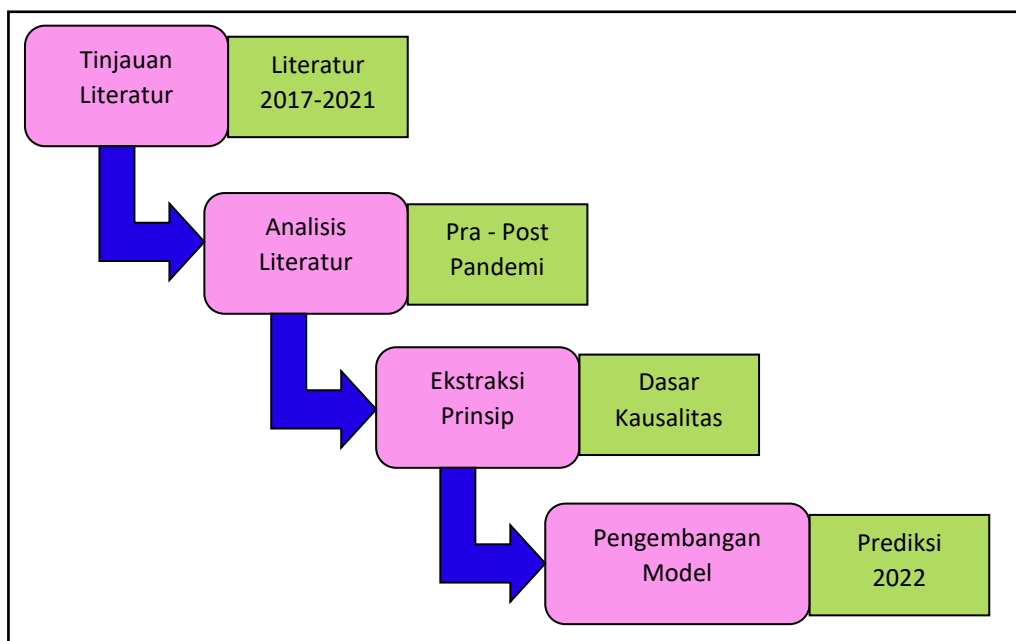 Tinjauan
Literatur
Literatur
2017-2021
Analisis
Literatur
Pra - Post
Pandemi
Ekstraksi
Prinsip
Dasar
Kausalitas
Pengembangan
Model
Prediksi
2022